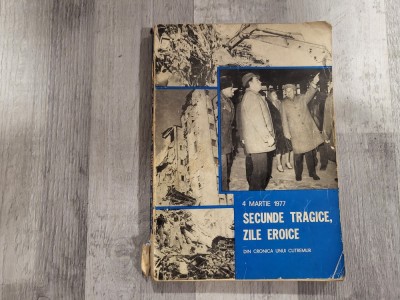 4 MARTIE 1977
SECUNDE TRAGICE,
ZILE EROICE
DIN CRONICA UNUI CUTREMUR